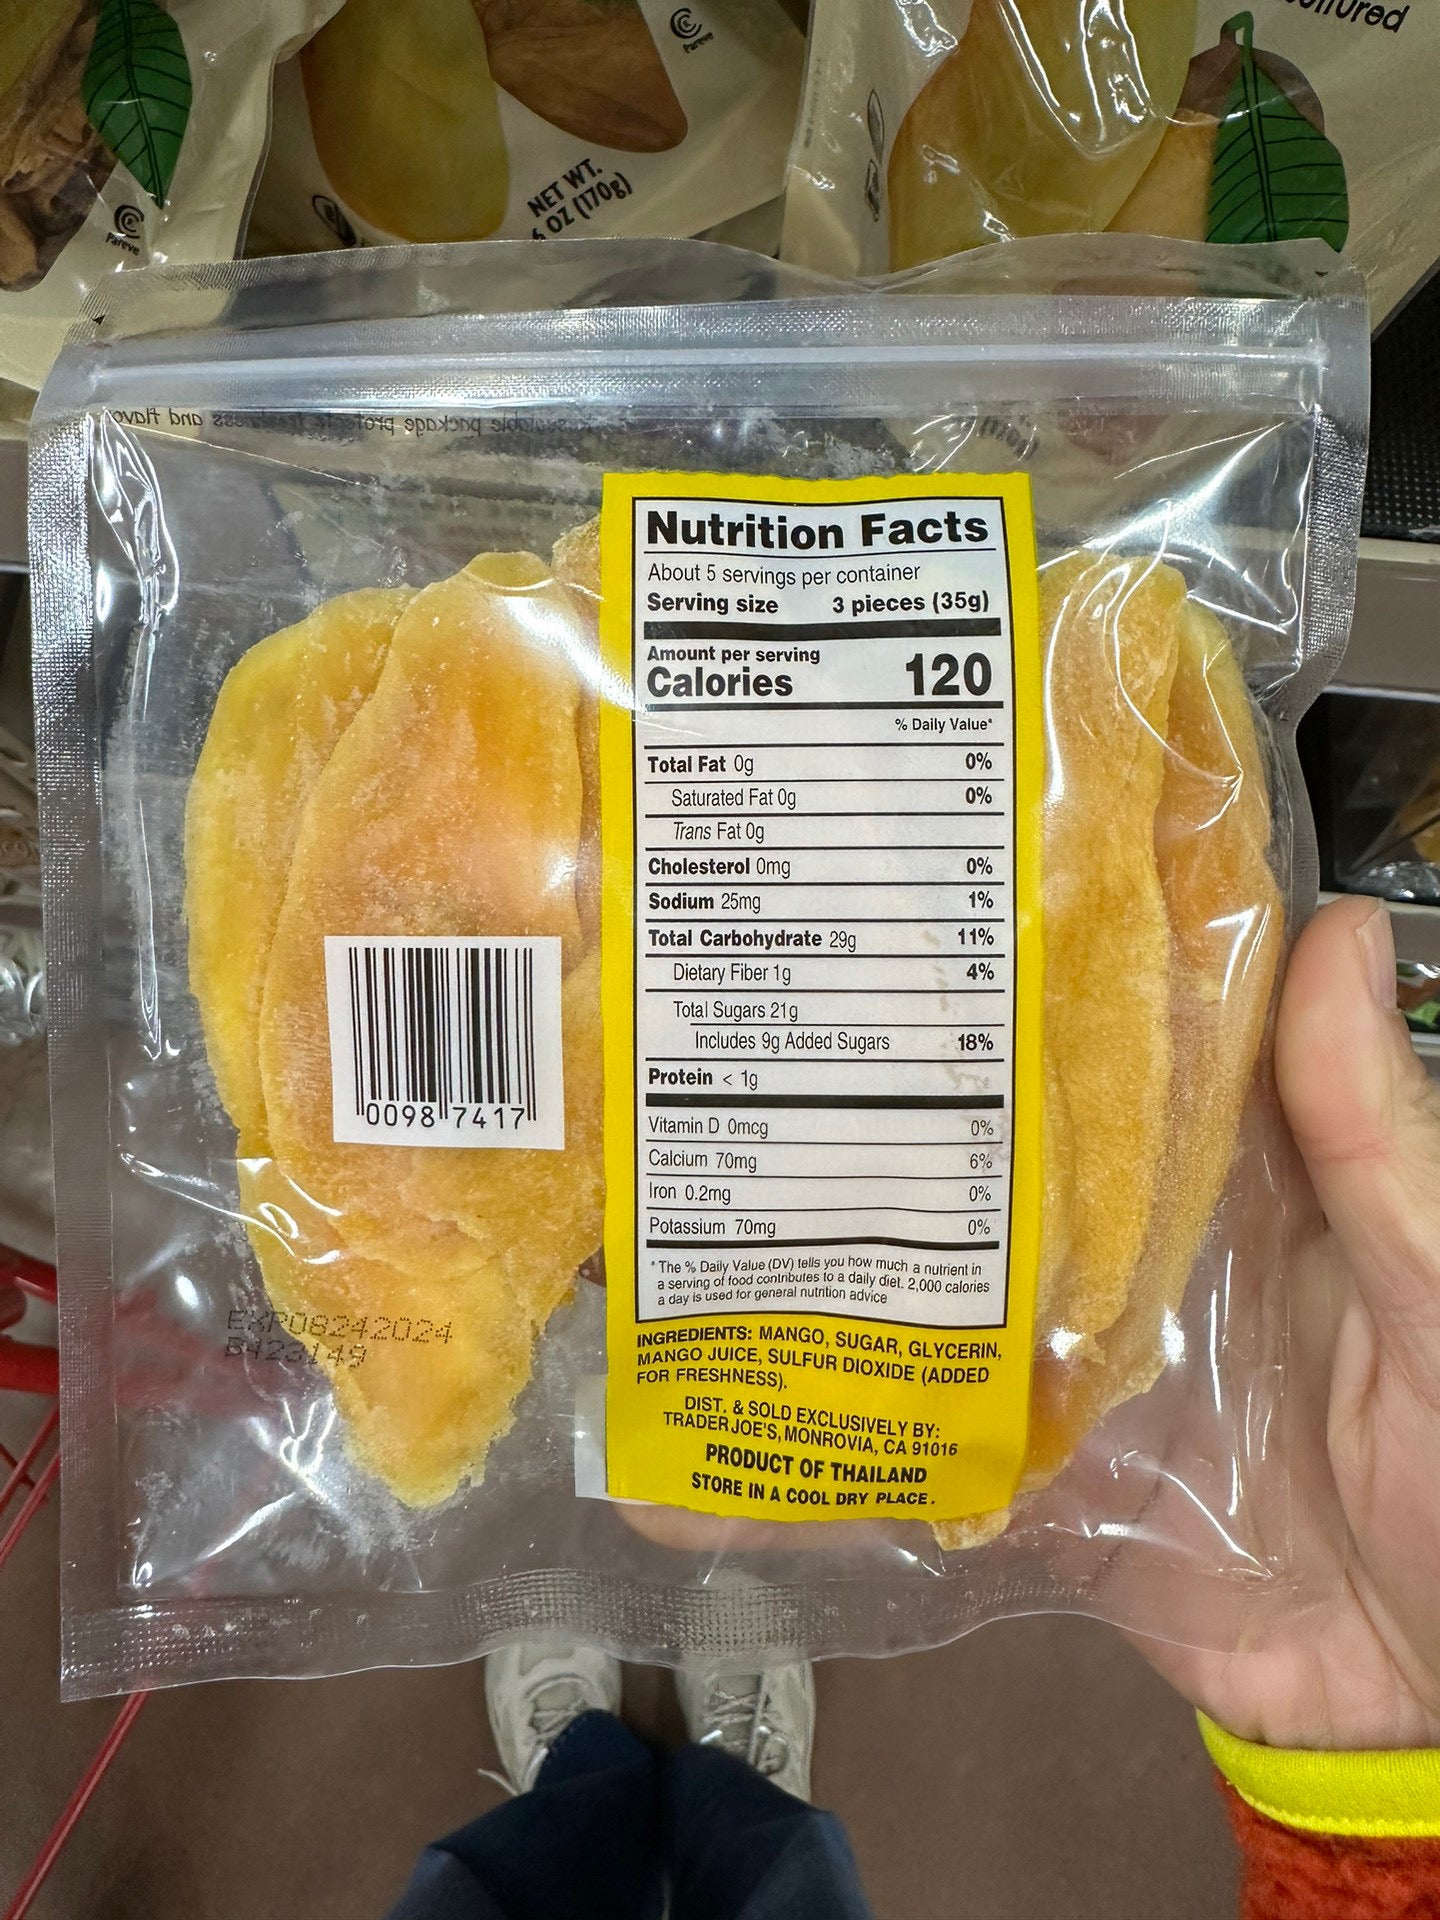 Pareve
Pareve
NET WT.
6 OZ (170g)
Nutrition Facts
About 5 servings per container
Serving size 3 pieces (35g)
Amount per serving
Calories 120
% Daily Value*
Total Fat 0g 0%
Saturated Fat 0g 0%
Trans Fat 0g
Cholesterol 0mg 0%
Sodium 25mg 1%
Total Carbohydrate 29g 11%
Dietary Fiber 1g 4%
Total Sugars 21g
Includes 9g Added Sugars 18%
Protein < 1g
Vitamin D 0mcg 0%
Calcium 70mg 6%
Iron 0.2mg 0%
Potassium 70mg 0%
* The % Daily Value (DV) tells you how much a nutrient in
a serving of food contributes to a daily diet. 2,000 calories
a day is used for general nutrition advice
INGREDIENTS: MANGO, SUGAR, GLYCERIN,
MANGO JUICE, SULFUR DIOXIDE (ADDED
FOR FRESHNESS).
DIST. & SOLD EXCLUSIVELY BY:
TRADER JOE'S, MONROVIA, CA 91016
PRODUCT OF THAILAND
STORE IN A COOL DRY PLACE.
0098 7417
EXP08242024
B423149